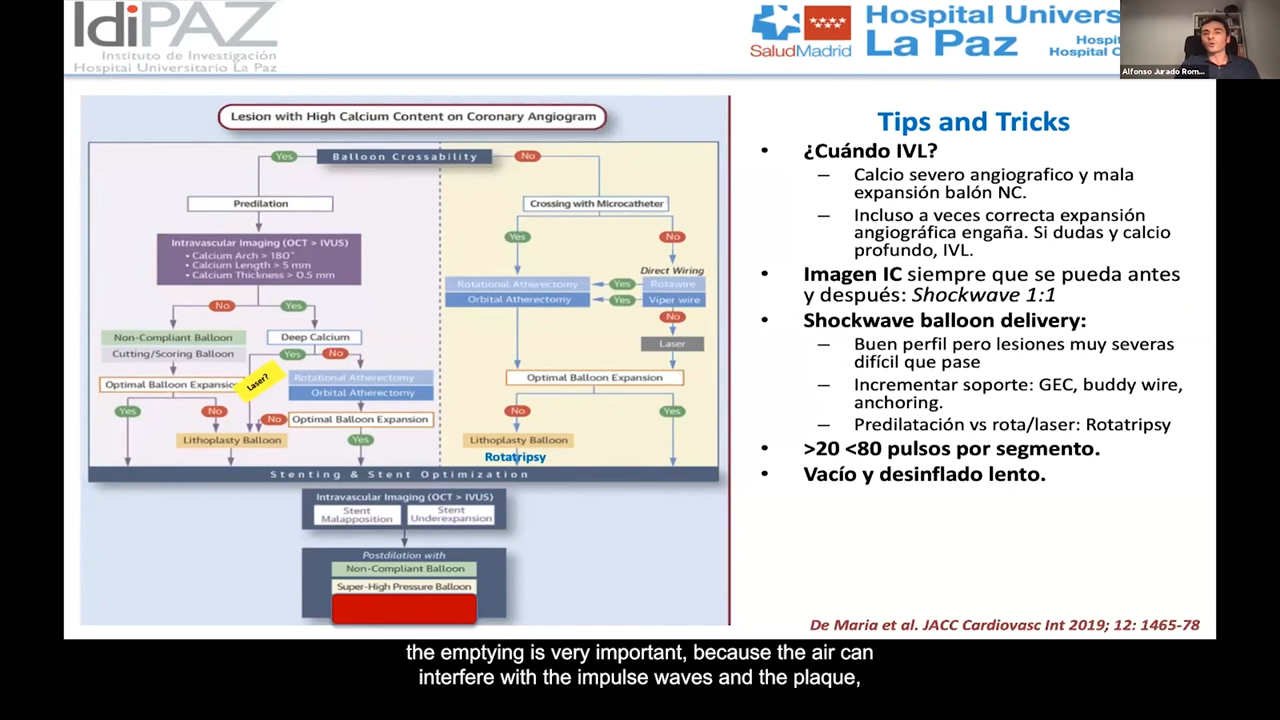 IdiPAZ
Instituto de Investigación
Hospital Universitario La Paz
SaludMadrid
Hospital Univers
La Paz
Hospit
Hospital C
Alfonso Jurado Rom...
Lesion with High Calcium Content on Coronary Angiogram
Yes
Balloon Crossability
No
Predilation
Crossing with Microcatheter
Intravascular Imaging (OCT > IVUS)
• Calcium Arch > 180°
• Calcium Length > 5 mm
• Calcium Thickness > 0.5 mm
Yes
No
Direct Wiring
Rotational Atherectomy
Yes
Rotawire
Orbital Atherectomy
Yes
Viper wire
No
No
Yes
Non-Compliant Balloon
Cutting/Scoring Balloon
Deep Calcium
Yes
No
Laser
Laser?
Optimal Balloon Expansion
Rotational Atherectomy
Orbital Atherectomy
Optimal Balloon Expansion
Yes
No
No
Optimal Balloon Expansion
No
Yes
Lithoplasty Balloon
Yes
Lithoplasty Balloon
Rotatripsy
Stenting & Stent Optimization
Intravascular Imaging (OCT > IVUS)
Stent
Malapposition
Stent
Underexpansion
Postdilation with
Non-Compliant Balloon
Super-High Pressure Balloon
Tips and Tricks
• ¿Cuándo IVL?
– Calcio severo angiografico y mala
expansión balón NC.
– Incluso a veces correcta expansión
angiográfica engaña. Si dudas y calcio
profundo, IVL.
• Imagen IC siempre que se pueda antes
y después: Shockwave 1:1
• Shockwave balloon delivery:
– Buen perfil pero lesiones muy severas
difícil que pase
– Incrementar soporte: GEC, buddy wire,
anchoring.
– Predilatación vs rota/laser: Rotatripsy
• >20 <80 pulsos por segmento.
• Vacío y desinflado lento.
De Maria et al. JACC Cardiovasc Int 2019; 12: 1465-78
the emptying is very important, because the air can
interfere with the impulse waves and the plaque,